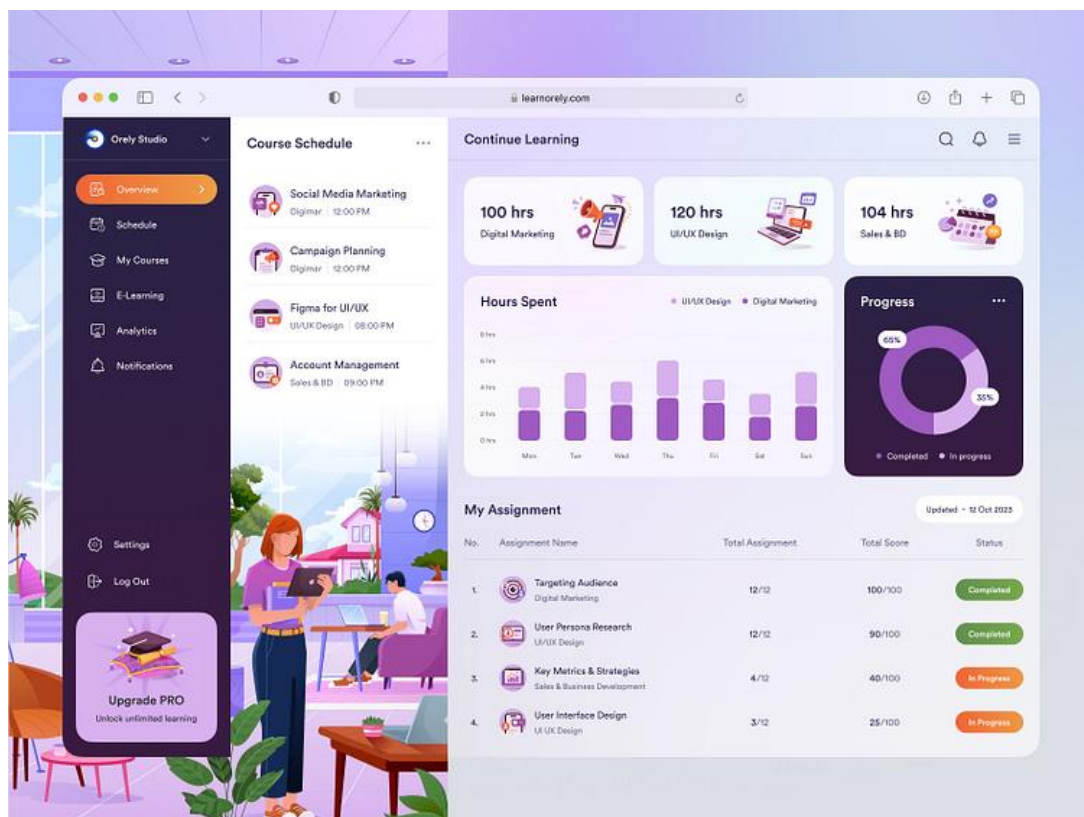 learnorely.com
Orely Studio
Overview
Schedule
My Courses
E-Learning
Analytics
Notifications
Settings
Log Out
Upgrade PRO
Unlock unlimited learning
Course Schedule
Social Media Marketing
Digimar | 12:00 PM
Campaign Planning
Digimar | 12:00 PM
Figma for UI/UX
UI/UX Design | 08:00 PM
Account Management
Sales & BD | 09:00 PM
Continue Learning
100 hrs
Digital Marketing
120 hrs
UI/UX Design
104 hrs
Sales & BD
Hours Spent
UI/UX Design
Digital Marketing
8 hrs
6 hrs
4 hrs
2 hrs
0 hrs
Mon Tue Wed Thu Fri Sat Sun
Progress
65%
35%
Completed
In progress
My Assignment
Updated - 12 Oct 2023
No. Assignment Name Total Assignment Total Score Status
1. Targeting Audience 12/12 100/100 Completed
Digital Marketing
2. User Persona Research 12/12 90/100 Completed
UI/UX Design
3. Key Metrics & Strategies 4/12 40/100 In Progress
Sales & Business Development
4. User Interface Design 3/12 25/100 In Progress
UI UX Design